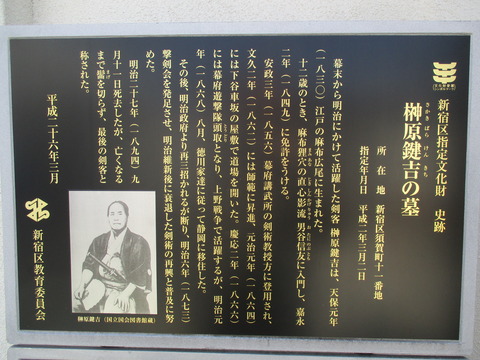 新宿区指定文化財 史跡
榊原鍵吉の墓
さかきばら けん きち
所在地 新宿区須賀町十一番地
指定年月日 平成二年三月二日
幕末から明治にかけて活躍した剣客 榊原鍵吉は、天保元年
(一八三〇)江戸の麻布広尾に生まれた。
十二歳のとき、麻布狸穴の直心影流 男谷信友に入門し、嘉永
二年(一八四九)に免許をうける。
安政三年(一八五六)幕府講武所の剣術教授方に登用され、
文久二年(一八六二)には師範に昇進、元治元年(一八六四)
には下谷車坂の屋敷で道場を開いた。慶応二年(一八六六)
には幕府遊撃隊頭取となり、上野戦争で活躍するが、明治元
年(一八六八)八月、徳川家達に従って静岡に移住した。
その後、明治政府より再三招かれるが断り、明治六年(一八七三)
撃剣会を発足させ、明治維新後に衰退した剣術の再興と普及に努
めた。
明治二十七年(一八九四)九
月十一日死去したが、亡くなる
まで髷を切らず、最後の剣客と
称された。
平成二十六年三月
新宿区教育委員会
榊原鍵吉(国立国会図書館蔵)